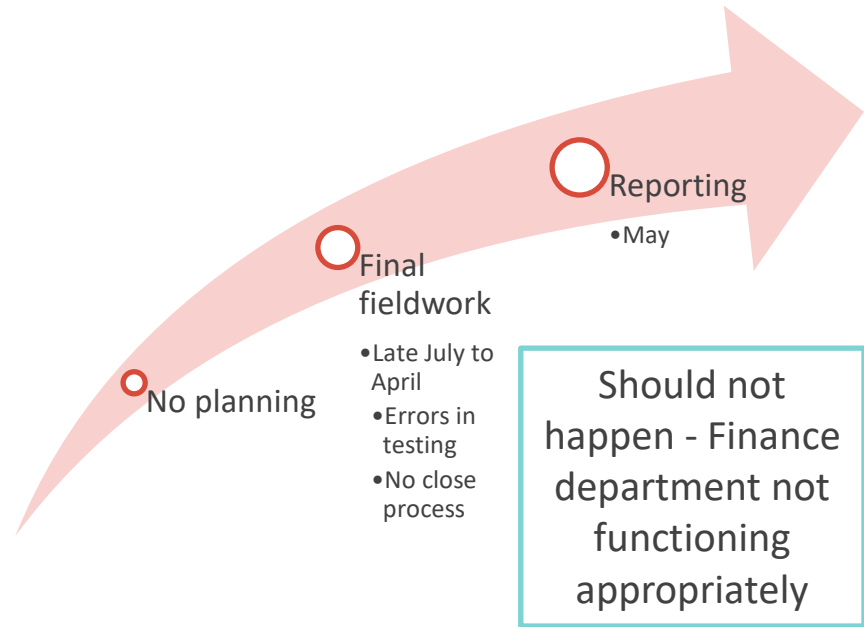 No planning
Final
fieldwork
•Late July to
April
•Errors in
testing
•No close
process
Reporting
•May
Should not
happen - Finance
department not
functioning
appropriately